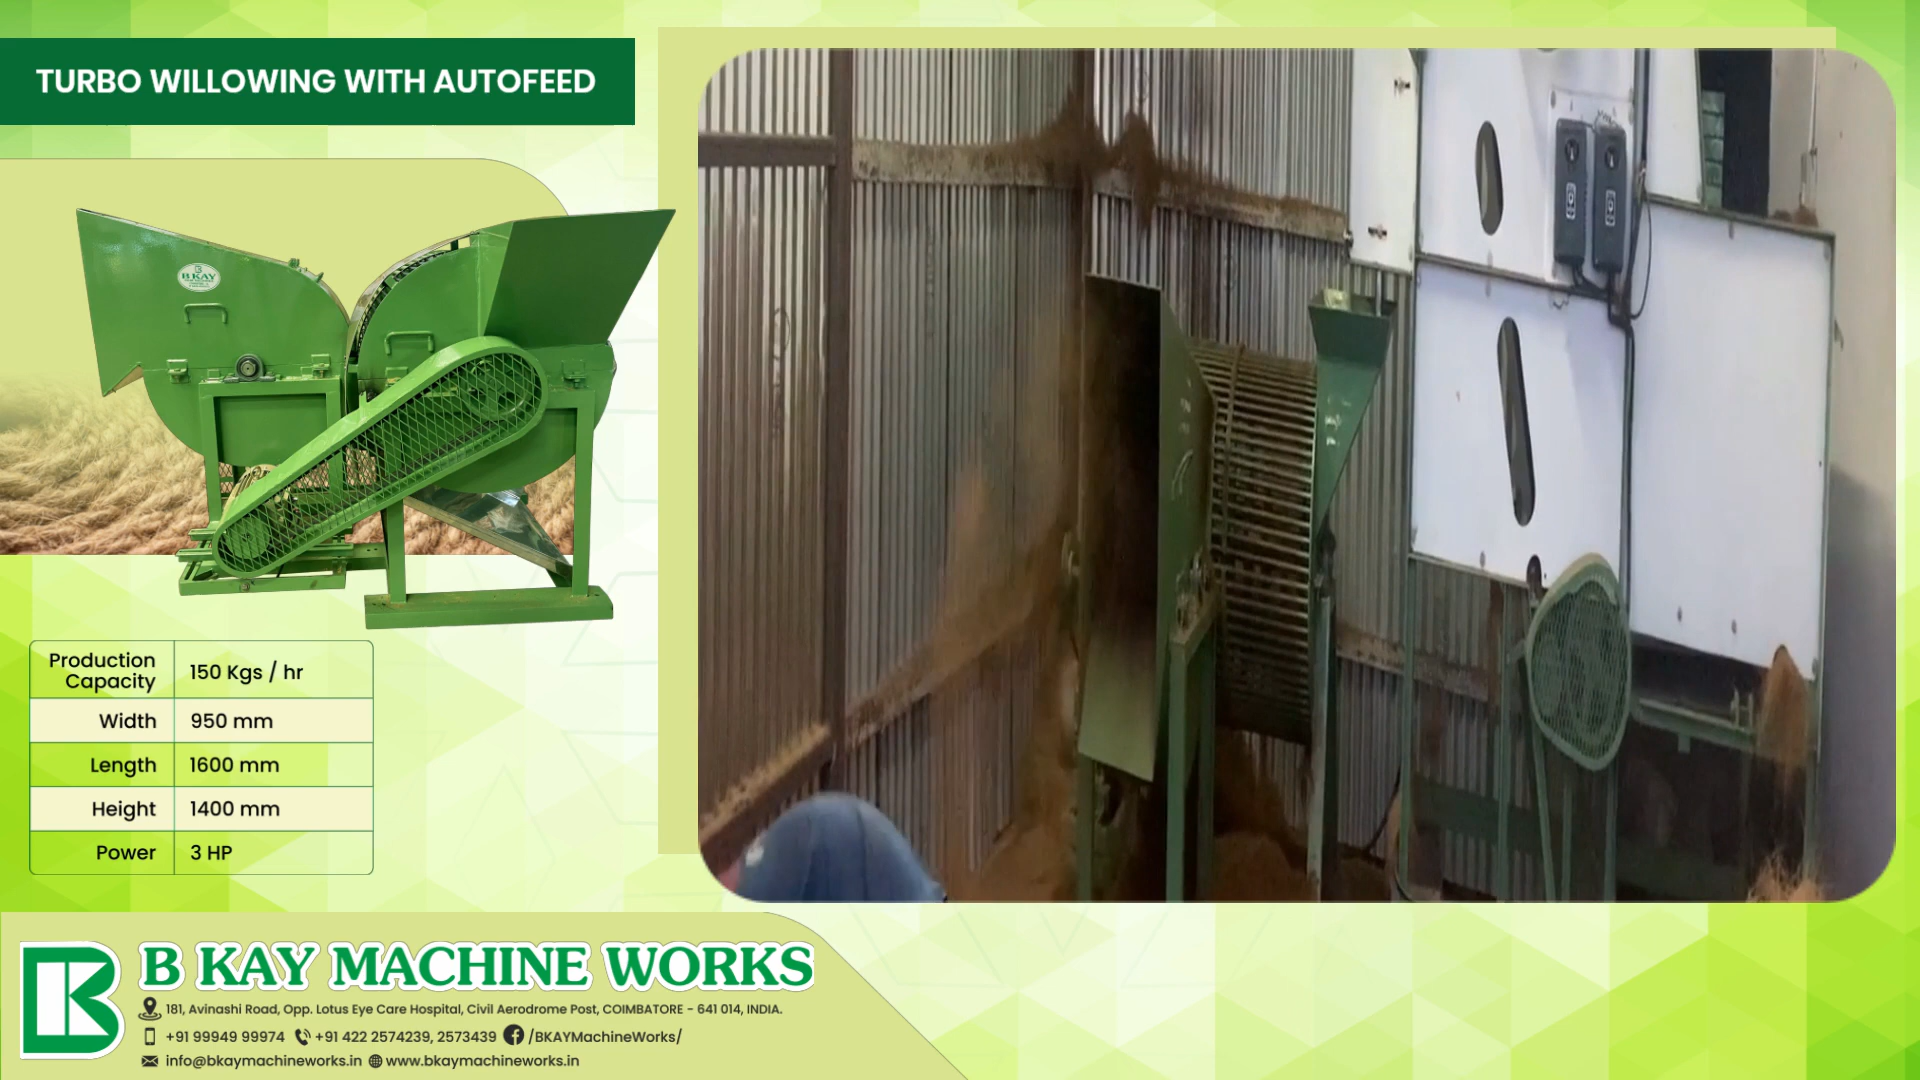 TURBO WILLOWING WITH AUTOFEED
B KAY
Production Capacity 150 Kgs / hr
Width 950 mm
Length 1600 mm
Height 1400 mm
Power 3 HP
B KAY MACHINE WORKS
181, Avinashi Road, Opp. Lotus Eye Care Hospital, Civil Aerodrome Post, COIMBATORE - 641 014, INDIA.
+91 99949 99974 +91 422 2574239, 2573439 /BKAYMachineWorks/
info@bkaymachineworks.in www.bkaymachineworks.in